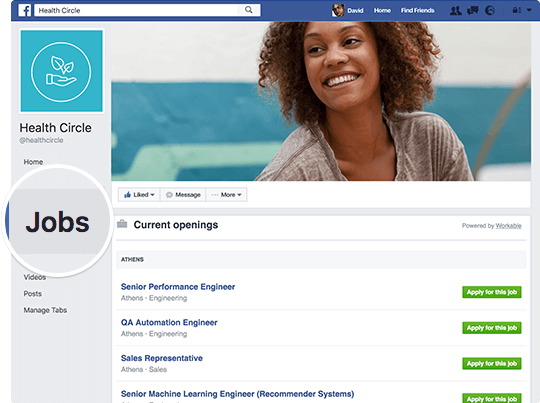 Health Circle
David Home Find Friends
Health Circle
@healthcircle
Home
Jobs
Videos
Posts
Manage Tabs
Liked Message ··· More
Current openings Powered by Workable
ATHENS
Senior Performance Engineer
Athens · Engineering
Apply for this job
QA Automation Engineer
Athens · Engineering
Apply for this job
Sales Representative
Athens · Sales
Apply for this job
Senior Machine Learning Engineer (Recommender Systems)
Apply for this job